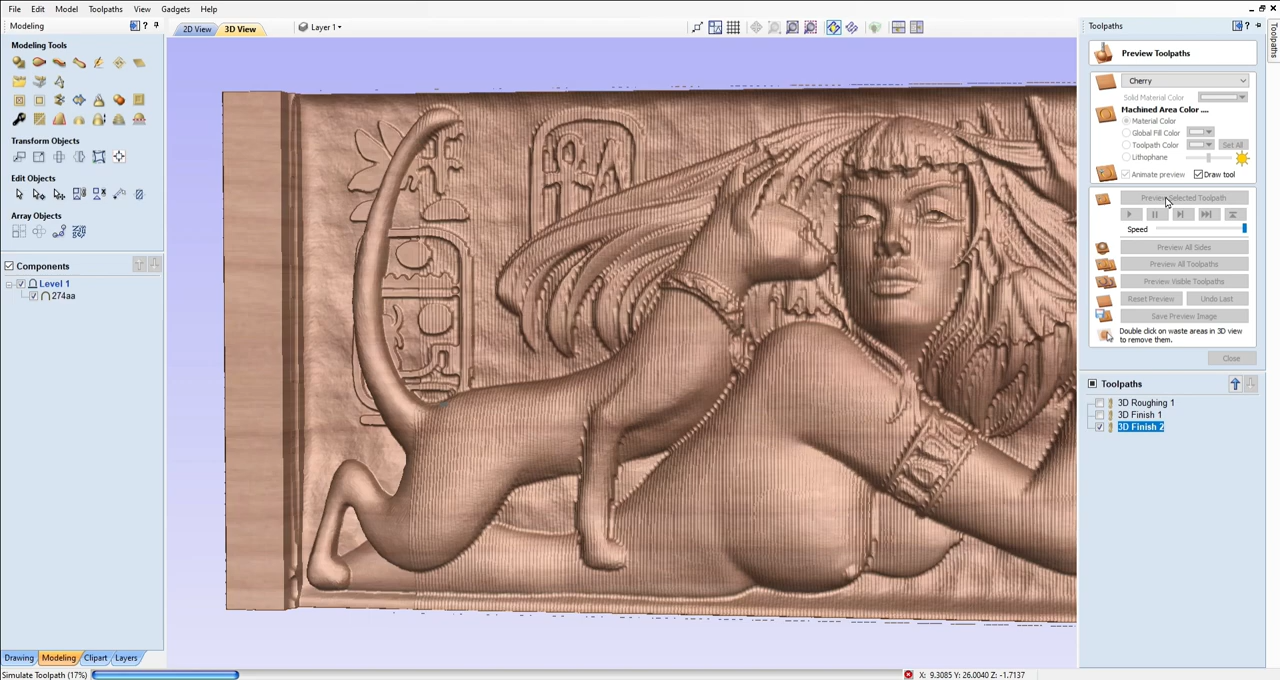 File Edit Model Toolpaths View Gadgets Help
Modeling
2D View 3D View Layer 1
Toolpaths
Toolpaths
Modeling Tools
Transform Objects
Edit Objects
Array Objects
Components
Level 1
274aa
Preview Toolpaths
Cherry
Solid Material Color
Machined Area Color ....
Material Color
Global Fill Color
Toolpath Color Set All
Lithophane
Animate preview Draw tool
Preview Selected Toolpath
Speed
Preview All Sides
Preview All Toolpaths
Preview Visible Toolpaths
Reset Preview Undo Last
Save Preview Image
Double click on waste areas in 3D view
to remove them.
Close
Toolpaths
3D Roughing 1
3D Finish 1
3D Finish 2
Drawing Modeling Clipart Layers
Simulate Toolpath (17%) X: 9.3085 Y: 26.0040 Z: -1.7137